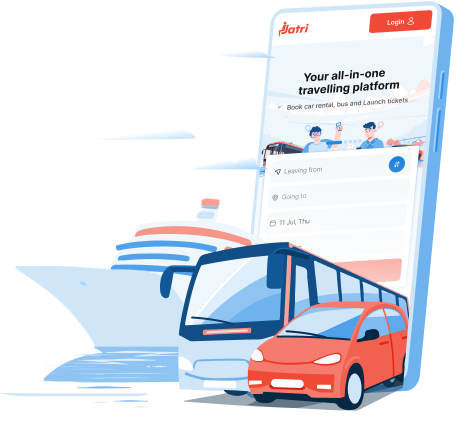 Jatri
Login
Your all-in-one
travelling platform
Book car rental, bus and Launch tickets
Leaving from
Going to
11 Jul, Thu